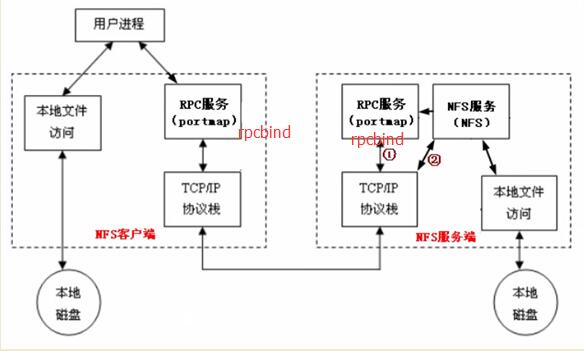 用户进程
本地文件
访问
RPC服务
(portmap)
rpcbind
TCP/IP
协议栈
NFS客户端
本地
磁盘
RPC服务
(portmap)
rpcbind
①
NFS服务
(NFS)
②
TCP/IP
协议栈
本地文件
访问
NFS服务端
本地
磁盘